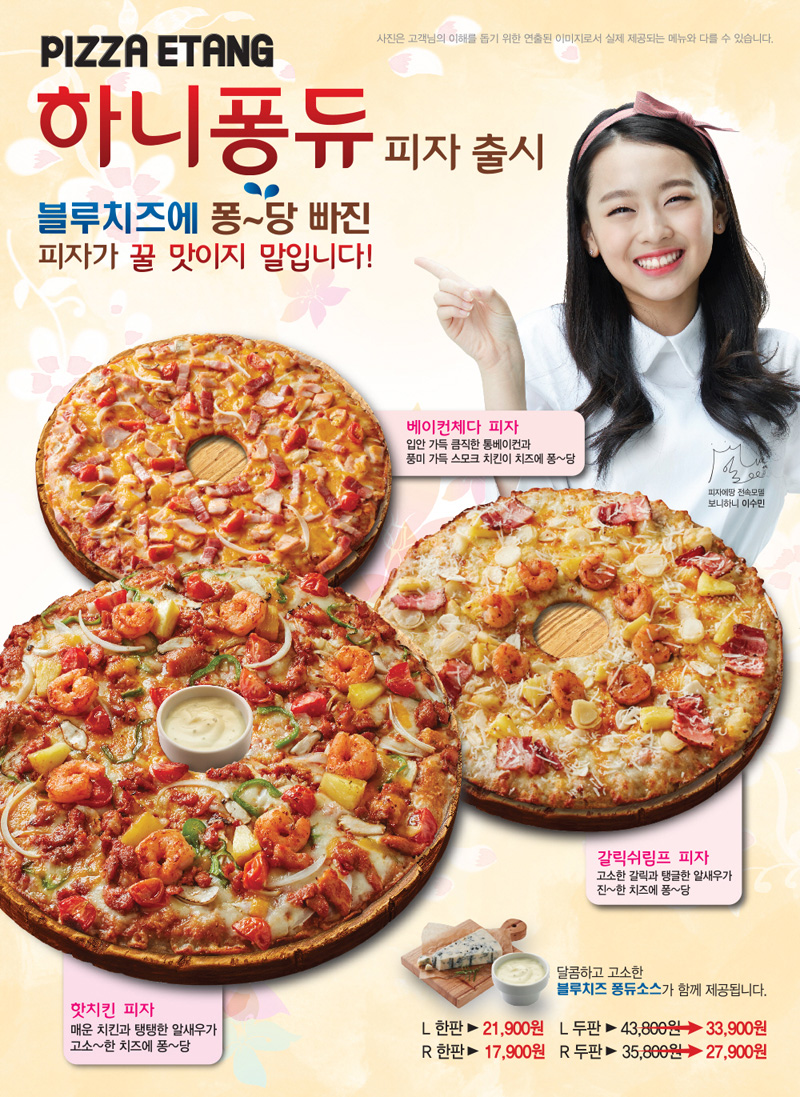 PIZZA ETANG
사진은 고객님의 이해를 돕기 위한 연출된 이미지로서 실제 제공되는 메뉴와 다를 수 있습니다.
하니퐁듀 피자 출시
블루치즈에 퐁~당 빠진
피자가 꿀 맛이지 말입니다!
베이컨체다 피자
입안 가득 큼직한 통베이컨과
풍미 가득 스모크 치킨이 치즈에 퐁~당
피자에땅 전속모델
보니하니 이수민
갈릭쉬림프 피자
고소한 갈릭과 탱글한 알새우가
진~한 치즈에 퐁~당
핫치킨 피자
매운 치킨과 탱탱한 알새우가
고소~한 치즈에 퐁~당
달콤하고 고소한
블루치즈 퐁듀소스가 함께 제공됩니다.
L 한판 ▶ 21,900원 L 두판 ▶ 43,800원 → 33,900원
R 한판 ▶ 17,900원 R 두판 ▶ 35,800원 → 27,900원